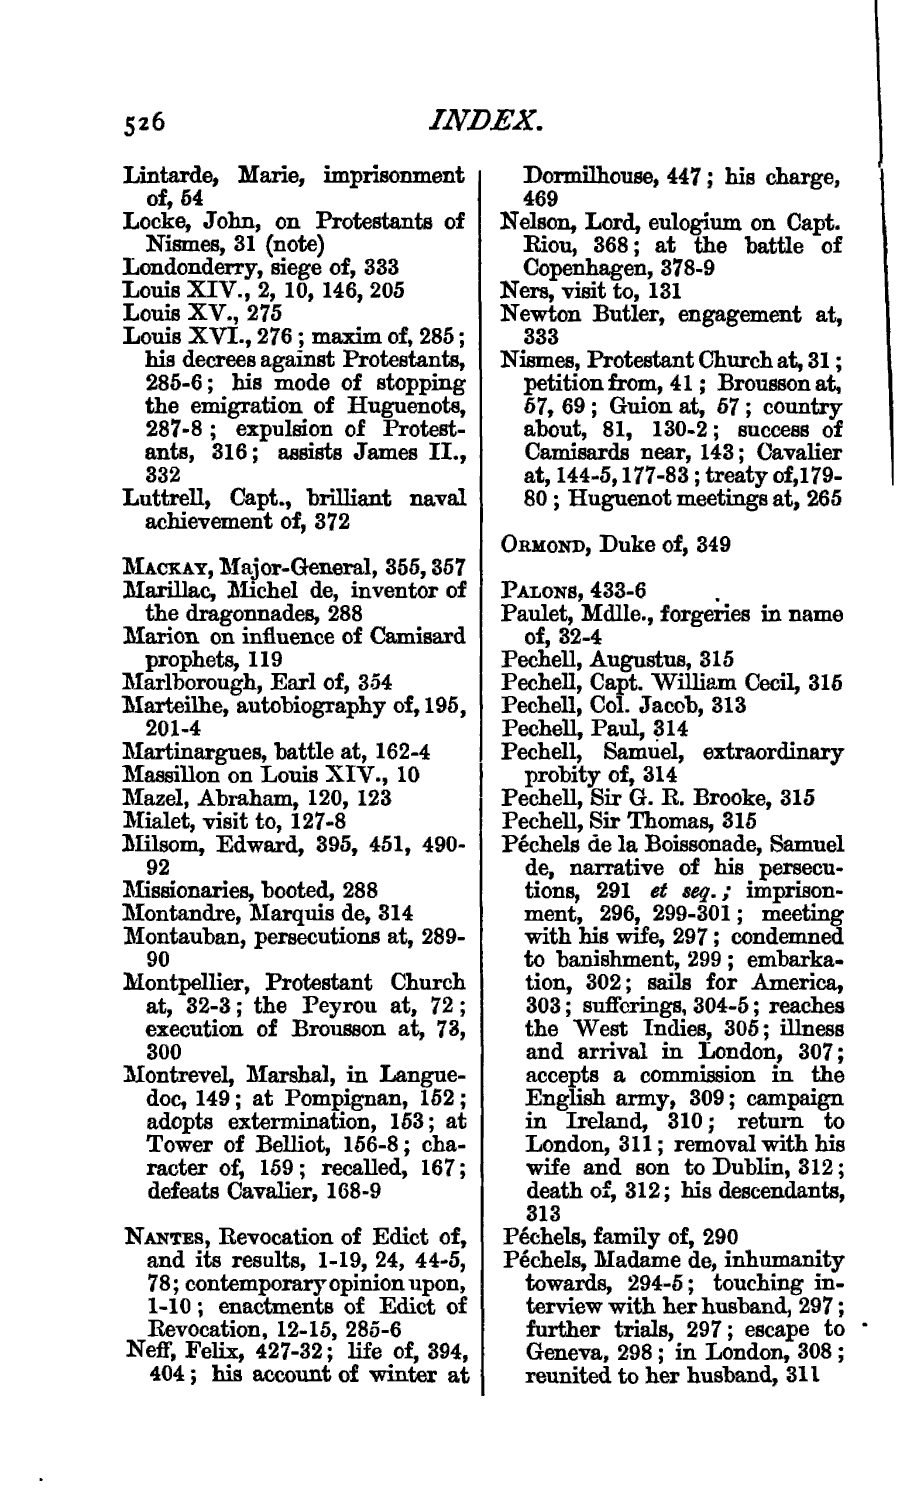 526
INDEX.
Lintarde, Marie, imprisonment
of, 54
Locke, John, on Protestants of
Nismes, 31 (note)
Londonderry, siege of, 333
Louis XIV., 2, 10, 146, 205
Louis XV., 275
Louis XVI., 276; maxim of, 285;
his decrees against Protestants,
285-6; his mode of stopping
the emigration of Huguenots,
287-8; expulsion of Protest-
ants, 316; assists James II.,
332
Luttrell, Capt., brilliant naval
achievement of, 372
MACKAY, Major-General, 355, 357
Marillac, Michel de, inventor of
the dragonnades, 288
Marion on influence of Camisard
prophets, 119
Marlborough, Earl of, 354
Marteilhe, autobiography of, 195,
201-4
Martinargues, battle at, 162-4
Massillon on Louis XIV., 10
Mazel, Abraham, 120, 123
Mialet, visit to, 127-8
Milsom, Edward, 395, 451, 490-
92
Missionaries, booted, 288
Montandre, Marquis de, 314
Montauban, persecutions at, 289-
90
Montpellier, Protestant Church
at, 32-3; the Peyrou at, 72;
execution of Brousson at, 73,
300
Montrevel, Marshal, in Langue-
doc, 149; at Pompignan, 152;
adopts extermination, 153; at
Tower of Belliot, 156-8; cha-
racter of, 159; recalled, 167;
defeats Cavalier, 168-9
NANTES, Revocation of Edict of,
and its results, 1-19, 24, 44-5,
78; contemporary opinion upon,
1-10; enactments of Edict of
Revocation, 12-15, 285-6
Neff, Felix, 427-32; life of, 394,
404; his account of winter at
Dormilhouse, 447; his charge,
469
Nelson, Lord, eulogium on Capt.
Riou, 368; at the battle of
Copenhagen, 378-9
Ners, visit to, 131
Newton Butler, engagement at,
333
Nismes, Protestant Church at, 31;
petition from, 41; Brousson at,
57, 69; Guion at, 57; country
about, 81, 130-2; success of
Camisards near, 143; Cavalier
at, 144-5, 177-83; treaty of, 179-
80; Huguenot meetings at, 265
ORMOND, Duke of, 349
PALONS, 433-6
Paulet, Mdlle., forgeries in name
of, 32-4
Pechell, Augustus, 315
Pechell, Capt. William Cecil, 315
Pechell, Col. Jacob, 313
Pechell, Paul, 314
Pechell, Samuel, extraordinary
probity of, 314
Pechell, Sir G. R. Brooke, 315
Pechell, Sir Thomas, 315
Péchels de la Boissonade, Samuel
de, narrative of his persecu-
tions, 291 et seq.; imprison-
ment, 296, 299-301; meeting
with his wife, 297; condemned
to banishment, 299; embarka-
tion, 302; sails for America,
303; sufferings, 304-5; reaches
the West Indies, 305; illness
and arrival in London, 307;
accepts a commission in the
English army, 309; campaign
in Ireland, 310; return to
London, 311; removal with his
wife and son to Dublin, 312;
death of, 312; his descendants,
313
Péchels, family of, 290
Péchels, Madame de, inhumanity
towards, 294-5; touching in-
terview with her husband, 297;
further trials, 297; escape to
Geneva, 298; in London, 308;
reunited to her husband, 311